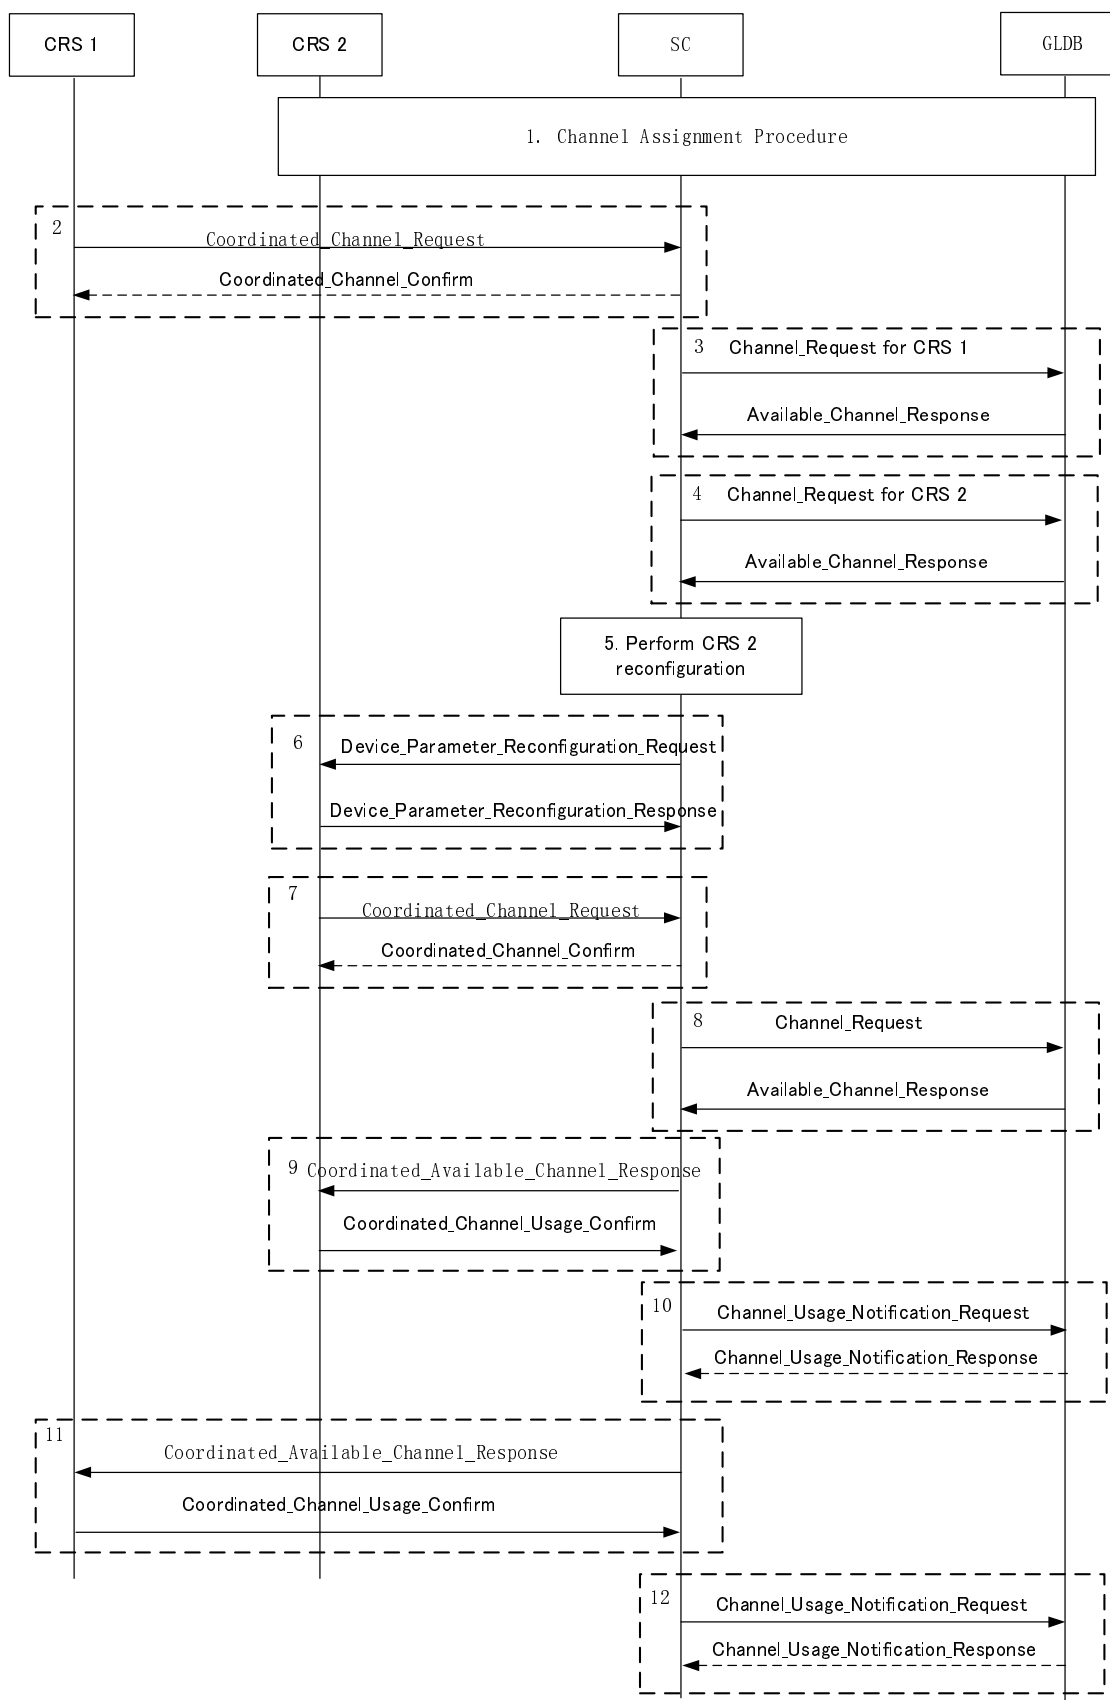 CRS 1
CRS 2
SC
GLDB
1. Channel Assignment Procedure
2
Coordinated_Channel_Request
Coordinated_Channel_Confirm
3
Channel_Request for CRS 1
Available_Channel_Response
4
Channel_Request for CRS 2
Available_Channel_Response
5. Perform CRS 2
reconfiguration
6
Device_Parameter_Reconfiguration_Request
Device_Parameter_Reconfiguration_Response
7
Coordinated_Channel_Request
Coordinated_Channel_Confirm
8
Channel_Request
Available_Channel_Response
9
Coordinated_Available_Channel_Response
Coordinated_Channel_Usage_Confirm
10
Channel_Usage_Notification_Request
Channel_Usage_Notification_Response
11
Coordinated_Available_Channel_Response
Coordinated_Channel_Usage_Confirm
12
Channel_Usage_Notification_Request
Channel_Usage_Notification_Response